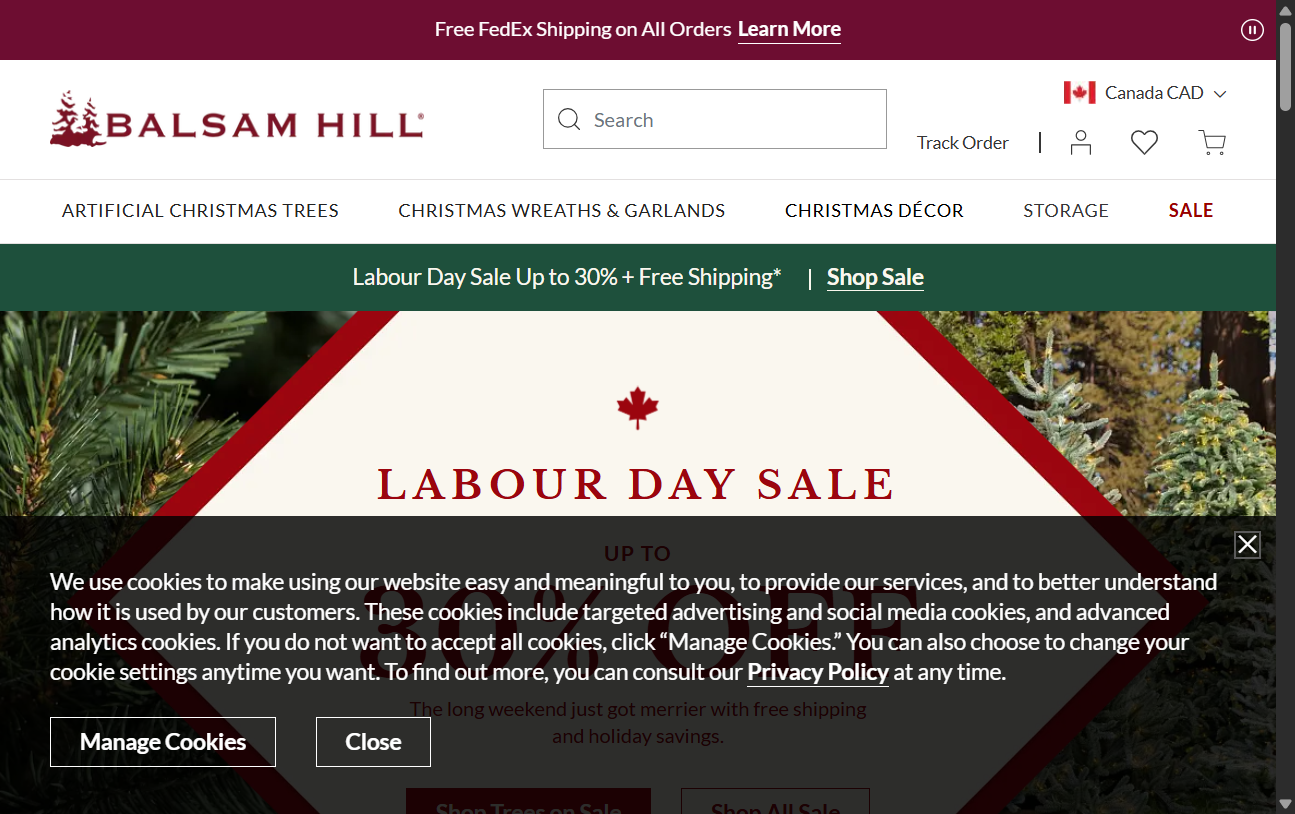 Free FedEx Shipping on All Orders Learn More
BALSAM HILL®
Search
Canada CAD
Track Order
ARTIFICIAL CHRISTMAS TREES CHRISTMAS WREATHS & GARLANDS CHRISTMAS DÉCOR STORAGE SALE
Labour Day Sale Up to 30% + Free Shipping* | Shop Sale
LABOUR DAY SALE
UP TO
30% OFF
We use cookies to make using our website easy and meaningful to you, to provide our services, and to better understand
how it is used by our customers. These cookies include targeted advertising and social media cookies, and advanced
analytics cookies. If you do not want to accept all cookies, click “Manage Cookies.” You can also choose to change your
cookie settings anytime you want. To find out more, you can consult our Privacy Policy at any time.
The long weekend just got merrier with free shipping
and holiday savings.
Manage Cookies Close
Shop Trees on Sale Shop All Sale